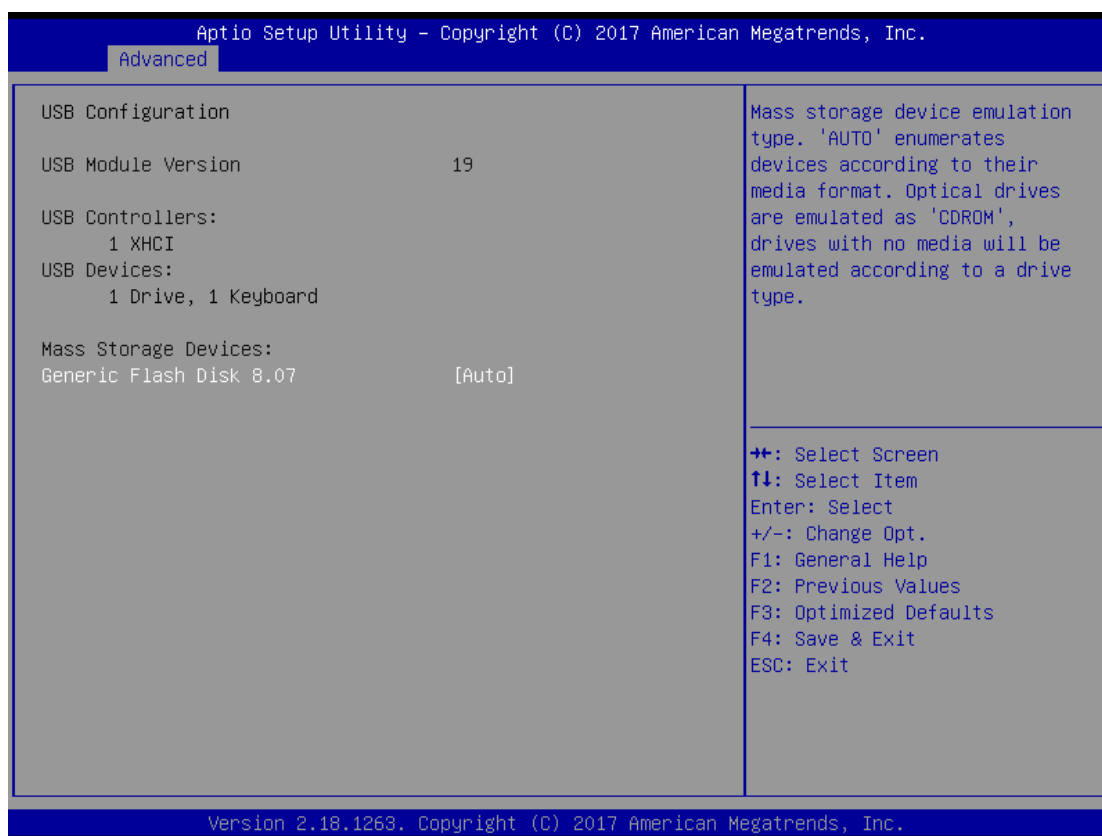 Aptio Setup Utility – Copyright (C) 2017 American Megatrends, Inc.
Advanced
USB Configuration
USB Module Version 19
USB Controllers:
1 XHCI
USB Devices:
1 Drive, 1 Keyboard
Mass Storage Devices:
Generic Flash Disk 8.07 [Auto]
Mass storage device emulation
type. 'AUTO' enumerates
devices according to their
media format. Optical drives
are emulated as 'CDROM',
drives with no media will be
emulated according to a drive
type.
→←: Select Screen
↑↓: Select Item
Enter: Select
+/-: Change Opt.
F1: General Help
F2: Previous Values
F3: Optimized Defaults
F4: Save & Exit
ESC: Exit
Version 2.18.1263. Copyright (C) 2017 American Megatrends, Inc.